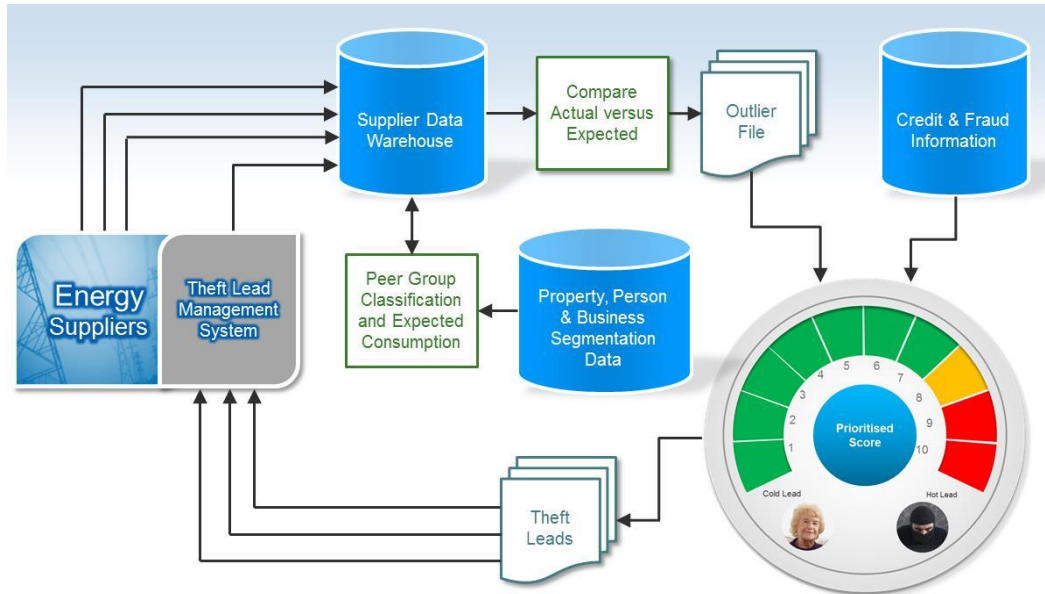 Supplier Data
Warehouse
Compare
Actual versus
Expected
Outlier
File
Credit & Fraud
Information
Energy
Suppliers
Theft Lead
Management
System
Peer Group
Classification
and Expected
Consumption
Property, Person
& Business
Segmentation
Data
1
2
3
4
5
6
7
8
9
10
Prioritised
Score
Cold Lead
Hot Lead
Theft
Leads